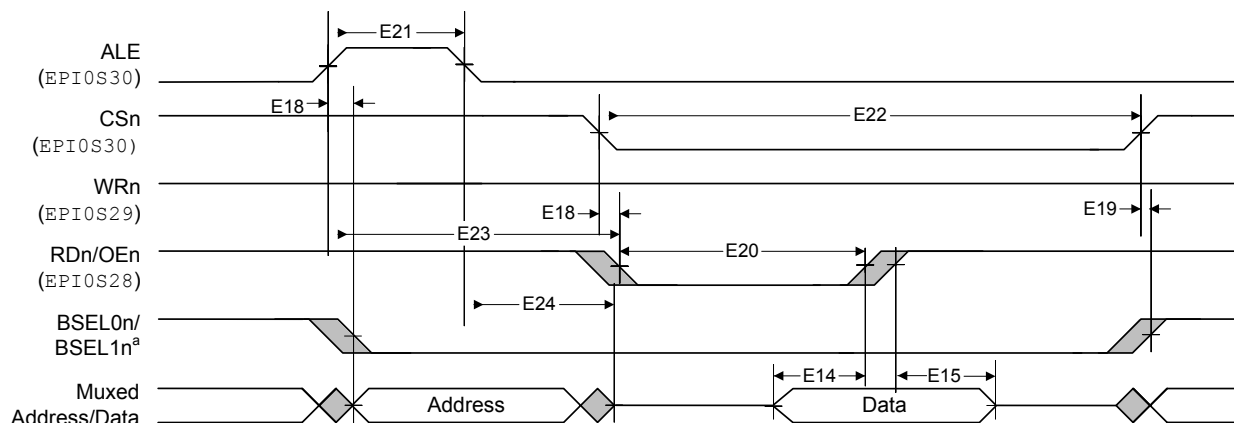 E21
ALE
(EPI0S30)
E18
CSn
E22
(EPI0S30)
WRn
(EPI0S29)
E18
E19
E23
RDn/OEn
E20
(EPI0S28)
E24
BSEL0n/
BSEL1nª
E14
E15
Muxed
Address/Data
Address
Data